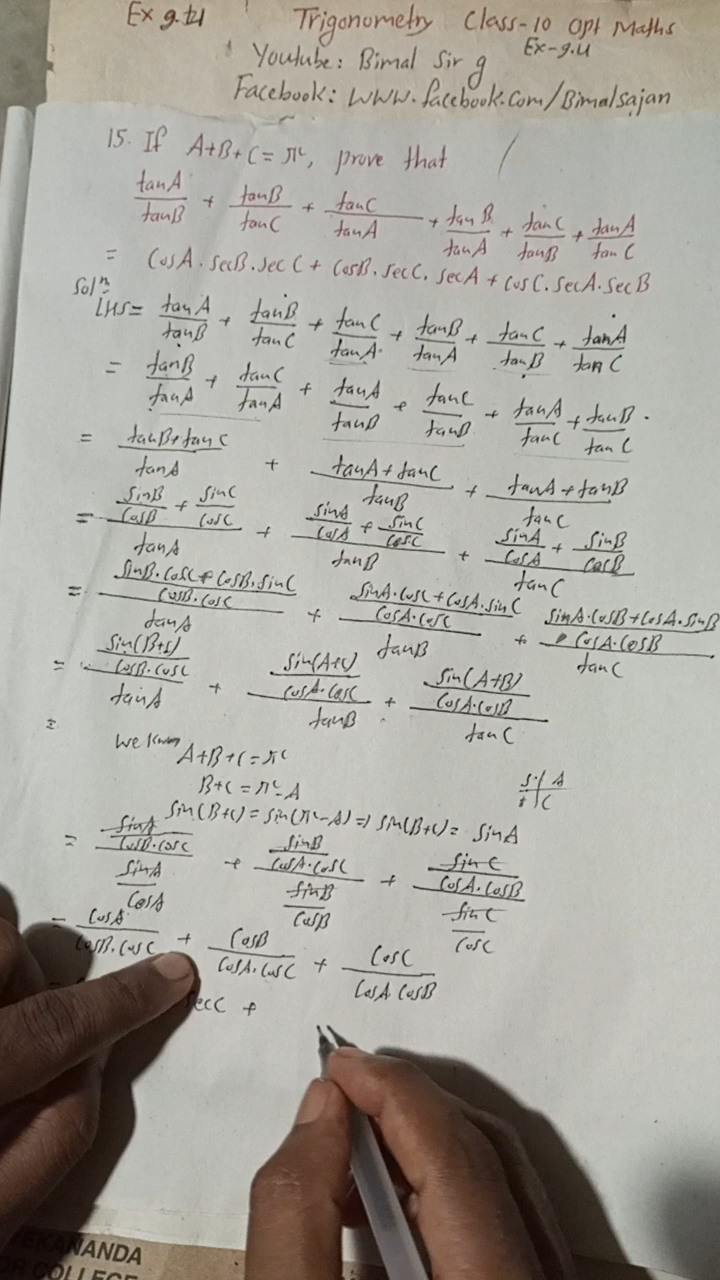 Ex 9.4 Trigonometry Class-10 Opt Maths
Ex-9.4
Youtube: Bimal Sir g
Facebook: WWW.facebook.Com/Bimalsajan
15. If A+B+C = πᶜ, prove that
tanA/tanB + tanB/tanC + tanC/tanA + tanB/tanA + tanC/tanB + tanA/tanC
= CosA. secB. sec C + CosB. secC. secA + cosC. secA. SecB
Solⁿ
LHS = tanA/tanB + tanB/tanC + tanC/tanA + tanB/tanA + tanC/tanB + tanA/tanC
= tanB/tanA + tanC/tanA + tanA/tanB + tanC/tanB + tanA/tanC + tanB/tanC
= (tanB+tanC)/tanA + (tanA+tanC)/tanB + (tanA+tanB)/tanC
= (sinB/CosB + sinC/CosC)/tanA + (sinA/CosA + sinC/CosC)/tanB + (sinA/CosA + sinB/CosB)/tanC
= ((sinB.cosC+CosB.sinC)/(CosB.cosC))/tanA + ((sinA.cosC+CosA.sinC)/(CosA.cosC))/tanB + ((sinA.CosB+CosA.SinB)/(CosA.CosB))/tanC
= (sin(B+C)/(CosB.cosC))/tanA + (sin(A+C)/(CosA.CosC))/tanB + (sin(A+B)/(CosA.CosB))/tanC
=
We know
A+B+C = πᶜ
B+C = πᶜ-A
S A
t C
sin(B+C) = sin(πᶜ-A) => sin(B+C) = sinA
= (sinA/(CosB.cosC))/(sinA/CosA) + (sinB/(CosA.CosC))/(sinB/CosB) + (sinC/(CosA.CosB))/(sinC/CosC)
= CosA/(CosB.CosC) + CosB/(CosA.CosC) + CosC/(CosA.CosB)
secC +
KANANDA
COLLEGE